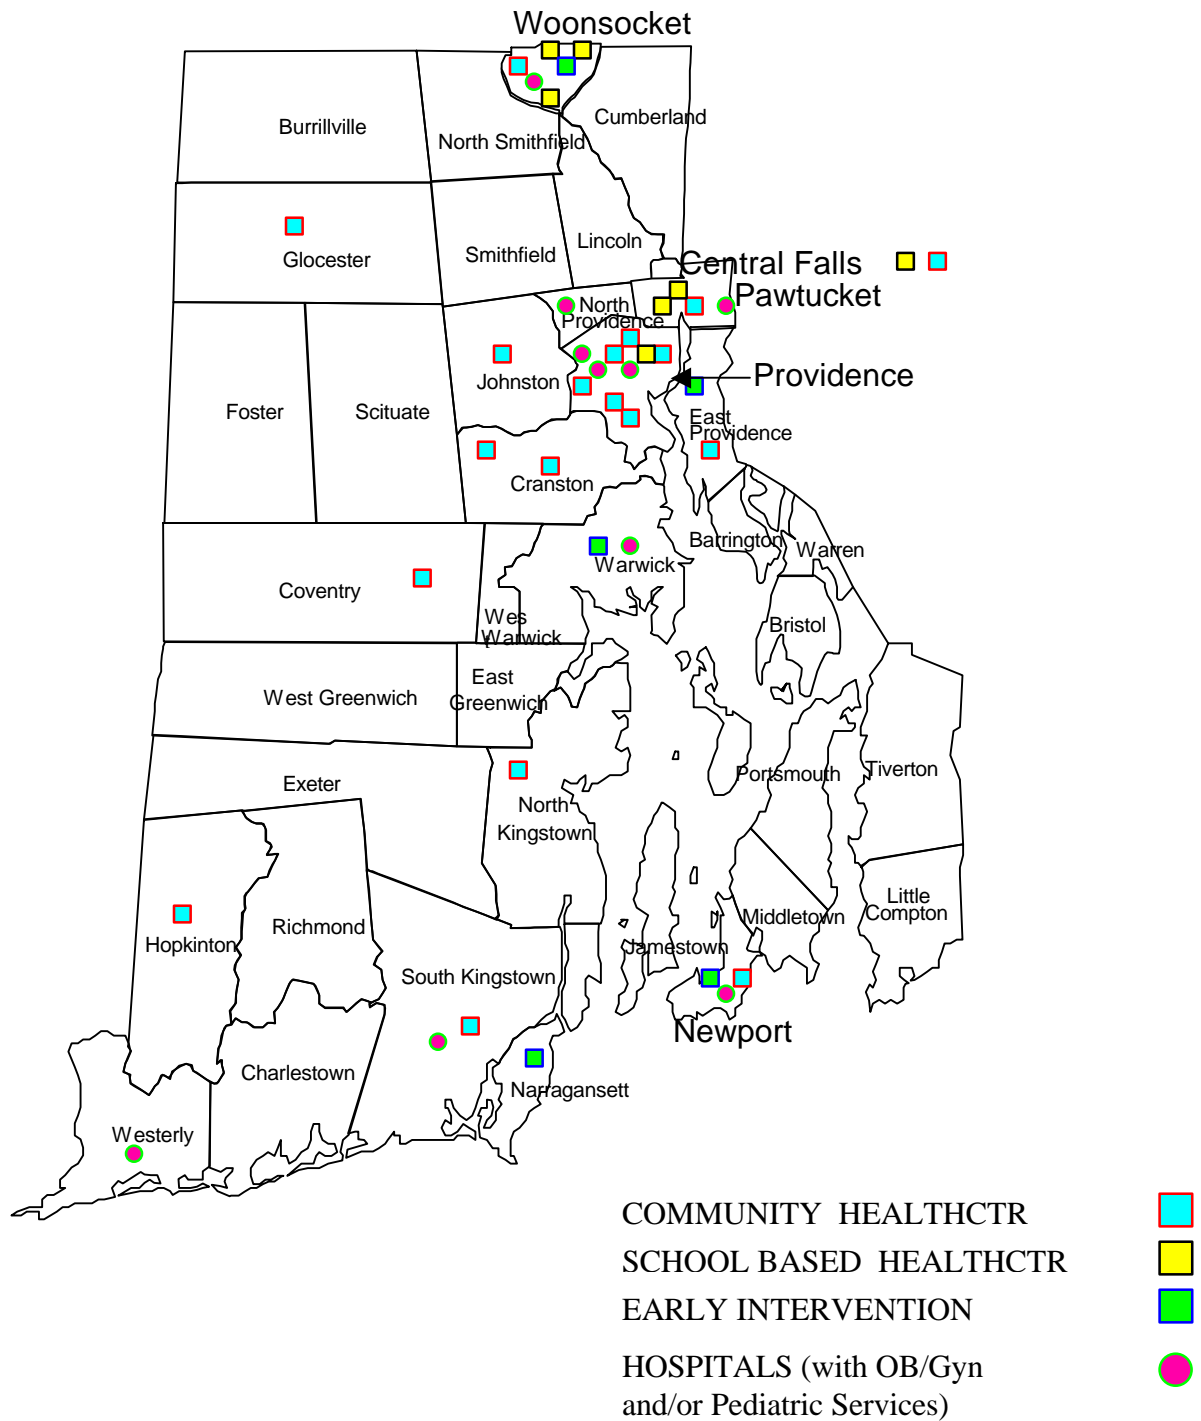 Woonsocket
Cumberland
Burrillville
North Smithfield
Lincoln
Smithfield
Glocester
Central Falls
Pawtucket
North
Providence
Providence
Johnston
Foster
Scituate
East
Providence
Cranston
Barrington
Warren
Warwick
Coventry
Wes
t
Warwick
Bristol
East
Greenwich
West Greenwich
Portsmouth
Tiverton
Exeter
North
Kingstown
Little
Compton
Middletown
Richmond
Hopkinton
Jamestown
South Kingstown
Newport
Charlestown
Narragansett
Westerly
COMMUNITY HEALTHCTR
SCHOOL BASED HEALTHCTR
EARLY INTERVENTION
HOSPITALS (with OB/Gyn
and/or Pediatric Services)